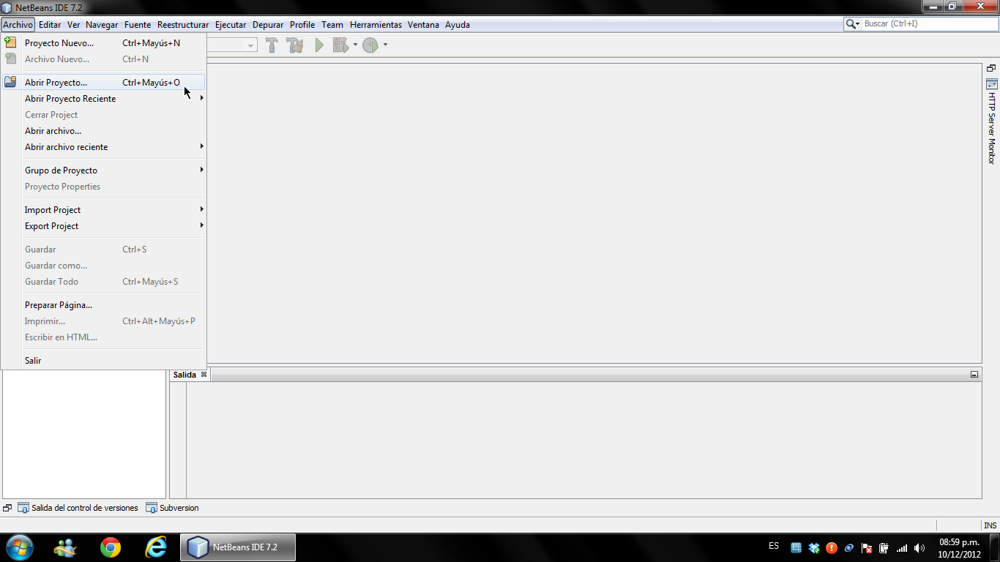 NetBeans IDE 7.2
Archivo Editar Ver Navegar Fuente Reestructurar Ejecutar Depurar Profile Team Herramientas Ventana Ayuda
Buscar (Ctrl+I)
Proyecto Nuevo... Ctrl+Mayús+N
Archivo Nuevo... Ctrl+N
Abrir Proyecto... Ctrl+Mayús+O
Abrir Proyecto Reciente
Cerrar Project
Abrir archivo...
Abrir archivo reciente
Grupo de Proyecto
Proyecto Properties
Import Project
Export Project
Guardar Ctrl+S
Guardar como...
Guardar Todo Ctrl+Mayús+S
Preparar Página...
Imprimir... Ctrl+Alt+Mayús+P
Escribir en HTML...
Salir
HTTP Server Monitor
Salida
Salida del control de versiones Subversion
INS
NetBeans IDE 7.2
ES
08:59 p.m.
10/12/2012